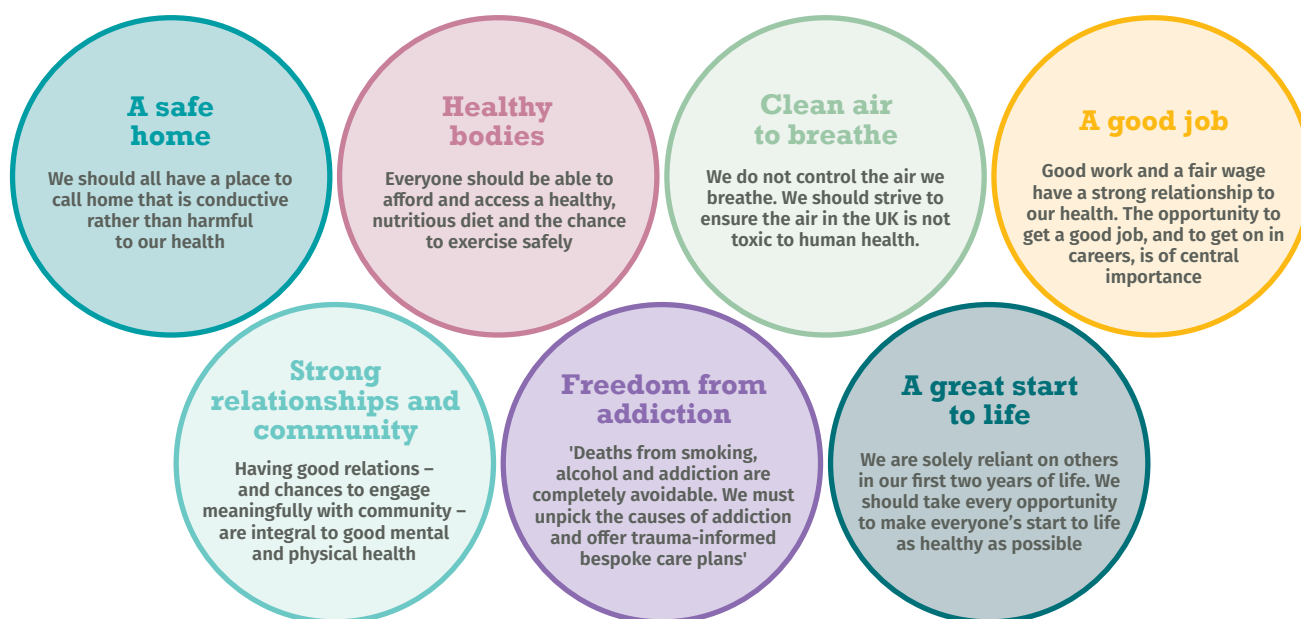 A safe
home
We should all have a place to
call home that is conductive
rather than harmful
to our health
Healthy
bodies
Everyone should be able to
afford and access a healthy,
nutritious diet and the chance
to exercise safely
Clean air
to breathe
We do not control the air we
breathe. We should strive to
ensure the air in the UK is not
toxic to human health.
A good job
Good work and a fair wage
have a strong relationship to
our health. The opportunity to
get a good job, and to get on in
careers, is of central
importance
Strong
relationships and
community
Having good relations –
and chances to engage
meaningfully with community –
are integral to good mental
and physical health
Freedom from
addiction
'Deaths from smoking,
alcohol and addiction are
completely avoidable. We must
unpick the causes of addiction
and offer trauma-informed
bespoke care plans'
A great start
to life
We are solely reliant on others
in our first two years of life. We
should take every opportunity
to make everyone’s start to life
as healthy as possible